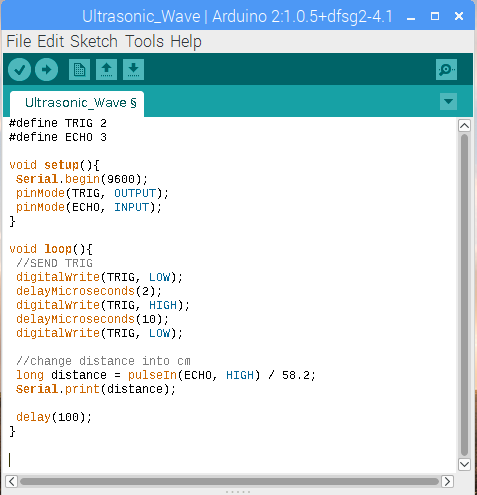 Ultrasonic_Wave | Arduino 2:1.0.5+dfsg2-4.1
File Edit Sketch Tools Help
Ultrasonic_Wave §
#define TRIG 2
#define ECHO 3
void setup(){
Serial.begin(9600);
pinMode(TRIG, OUTPUT);
pinMode(ECHO, INPUT);
}
void loop(){
//SEND TRIG
digitalWrite(TRIG, LOW);
delayMicroseconds(2);
digitalWrite(TRIG, HIGH);
delayMicroseconds(10);
digitalWrite(TRIG, LOW);
//change distance into cm
long distance = pulseIn(ECHO, HIGH) / 58.2;
Serial.print(distance);
delay(100);
}